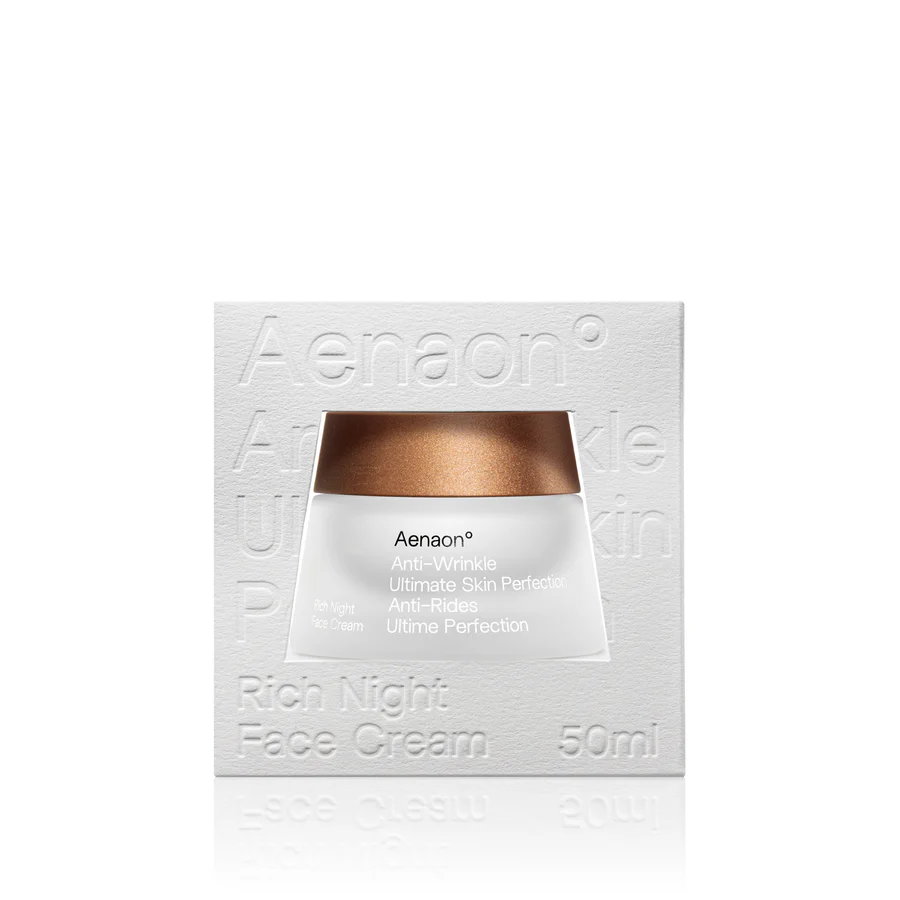 Aenaon°
Aenaon°
Anti-Wrinkle
Ultimate Skin Perfection
Anti-Rides
Ultime Perfection
Rich Night
Face Cream
Rich Night
Face Cream 50ml